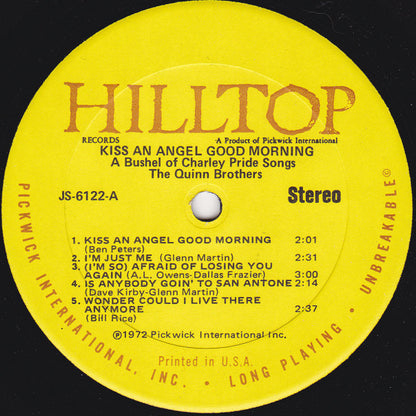 HILLTOP
RECORDS
A Product of Pickwick International
KISS AN ANGEL GOOD MORNING
A Bushel of Charley Pride Songs
The Quinn Brothers
JS-6122-A
Stereo
1. KISS AN ANGEL GOOD MORNING 2:01
(Ben Peters)
2. I'M JUST ME (Glenn Martin) 2:31
3. (I'M SO) AFRAID OF LOSING YOU
AGAIN (A.L. Owens-Dallas Frazier) 3:00
4. IS ANYBODY GOIN' TO SAN ANTONE 2:14
(Dave Kirby-Glenn Martin)
5. WONDER COULD I LIVE THERE
ANYMORE 2:37
(Bill Rice)
℗1972 Pickwick International Inc.
Printed in U.S.A.
PICKWICK INTERNATIONAL, INC. • LONG PLAYING • UNBREAKABLE©